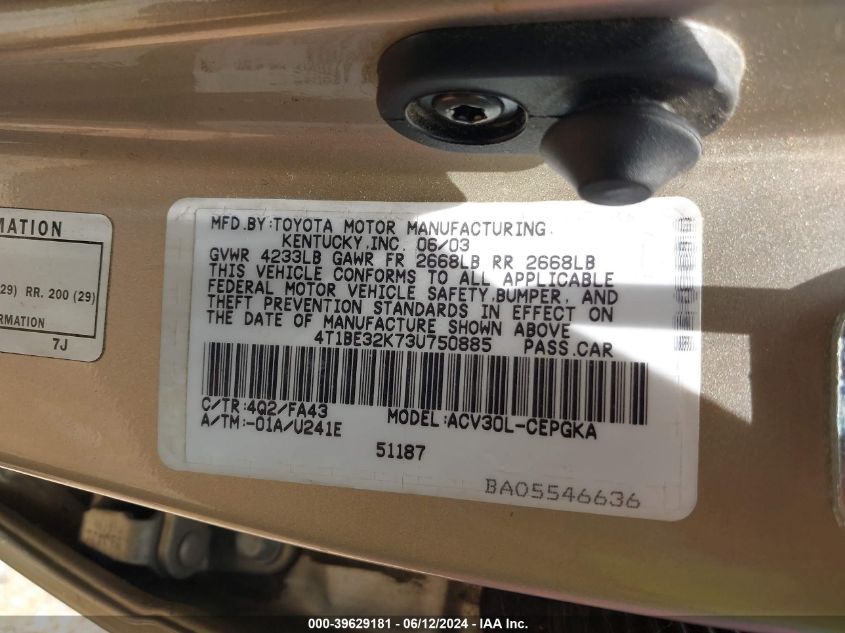 MFD.BY:TOYOTA MOTOR MANUFACTURING
KENTUCKY,INC. 06/03
GVWR 4233LB GAWR FR 2668LB RR 2668LB
THIS VEHICLE CONFORMS TO ALL APPLICABLE
FEDERAL MOTOR VEHICLE SAFETY,BUMPER, AND
THEFT PREVENTION STANDARDS IN EFFECT ON
THE DATE OF MANUFACTURE SHOWN ABOVE
4T1BE32K73U750885 PASS.CAR
C/TR:4Q2/FA43 MODEL:ACV30L-CEPGKA
A/TM:-01A/U241E
51187
BA05546636
MATION
29) RR. 200 (29)
RMATION
7J
000-39629181 - 06/12/2024 - IAA Inc.